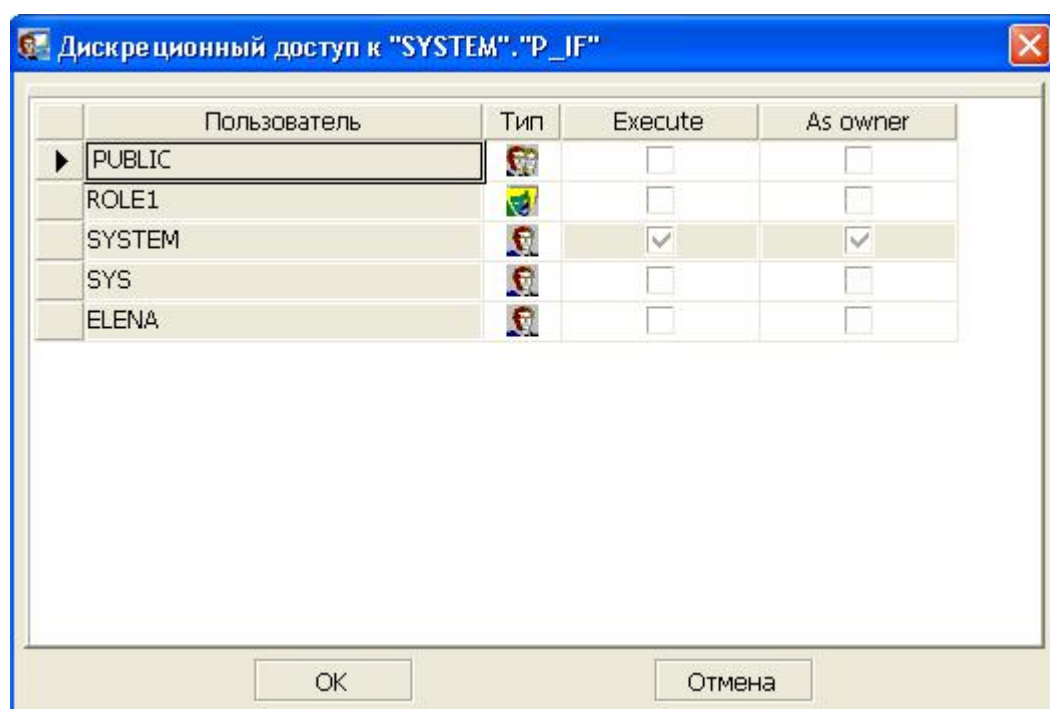 Дискреционный доступ к "SYSTEM"."P_IF"
Пользователь Тип Execute As owner
PUBLIC
ROLE1
SYSTEM
SYS
ELENA
OK Отмена